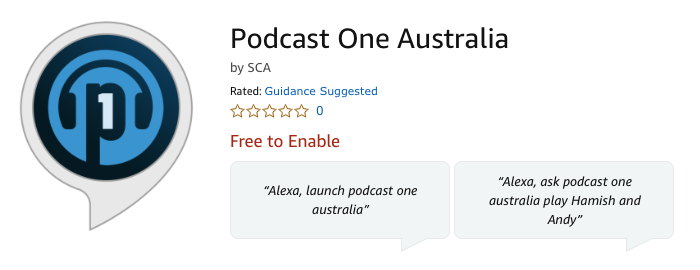 p1
Podcast One Australia
by SCA
Rated: Guidance Suggested
0
Free to Enable
“Alexa, launch podcast one
australia”
“Alexa, ask podcast one
australia play Hamish and
Andy”